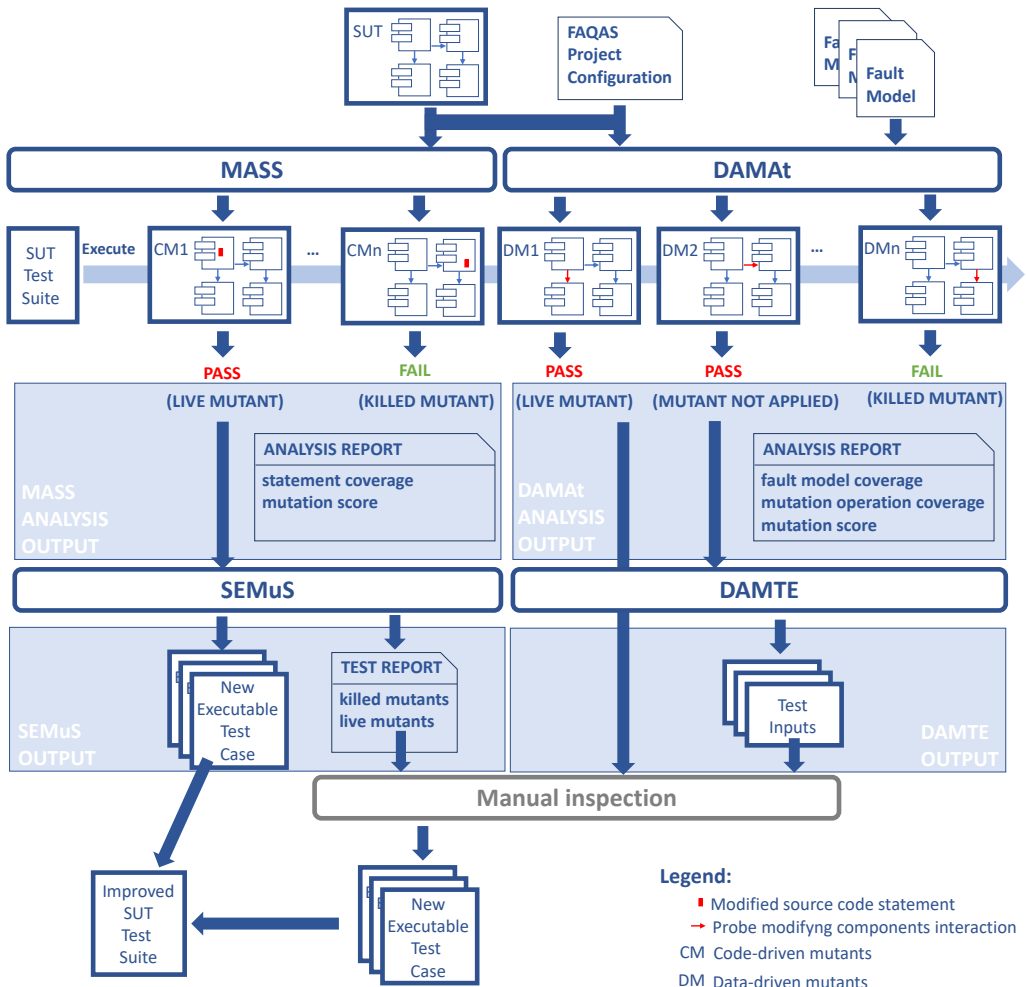 SUT
FAQAS
Project
Configuration
Fa
M
F
M
Fault
Model
MASS
DAMAt
SUT
Test
Suite
Execute
CM1
...
CMn
DM1
DM2
...
DMn
PASS
FAIL
PASS
PASS
FAIL
(LIVE MUTANT)
(KILLED MUTANT)
(LIVE MUTANT)
(MUTANT NOT APPLIED)
(KILLED MUTANT)
MASS
ANALYSIS
OUTPUT
ANALYSIS REPORT
statement coverage
mutation score
DAMAt
ANALYSIS
OUTPUT
ANALYSIS REPORT
fault model coverage
mutation operation coverage
mutation score
SEMuS
DAMTE
SEMuS
OUTPUT
New
Executable
Test
Case
TEST REPORT
killed mutants
live mutants
Test
Inputs
DAMTE
OUTPUT
Manual inspection
Improved
SUT
Test
Suite
New
Executable
Test
Case
Legend:
Modified source code statement
Probe modifyng components interaction
CM Code-driven mutants
DM Data-driven mutants